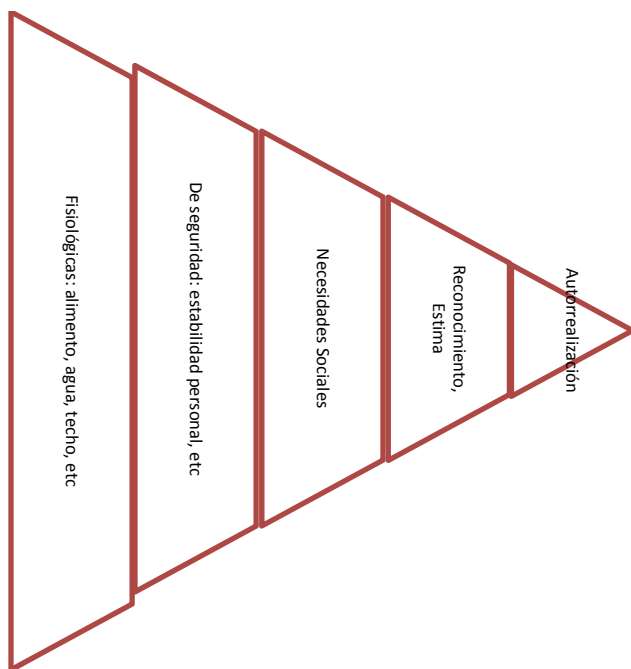 Autorrealización
Reconocimiento,
Estima
Necesidades Sociales
De seguridad: estabilidad personal, etc
Fisiológicas: alimento, agua, techo, etc